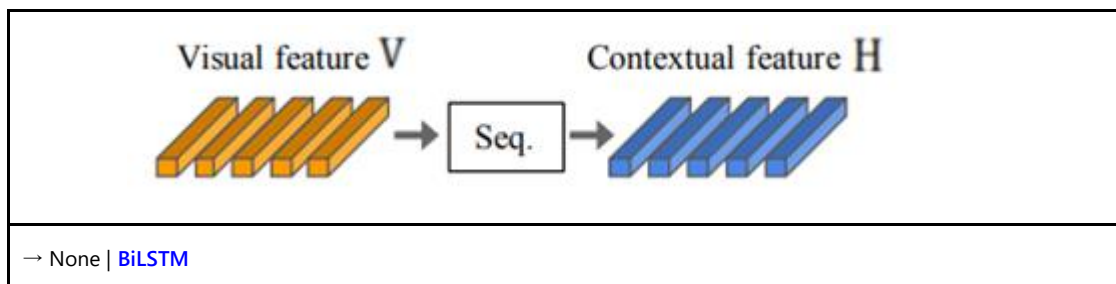 Visual feature V
Contextual feature H
Seq.
→ None | BiLSTM